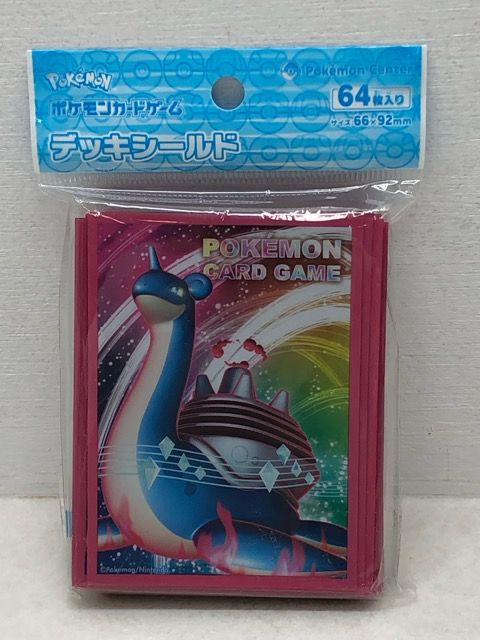 POKÉMON
Pokémon Center
ポケモンカードゲーム
64枚入り
サイズ 66×92mm
デッキシールド
POKEMON
CARD GAME
©Pokémon/Nintendo